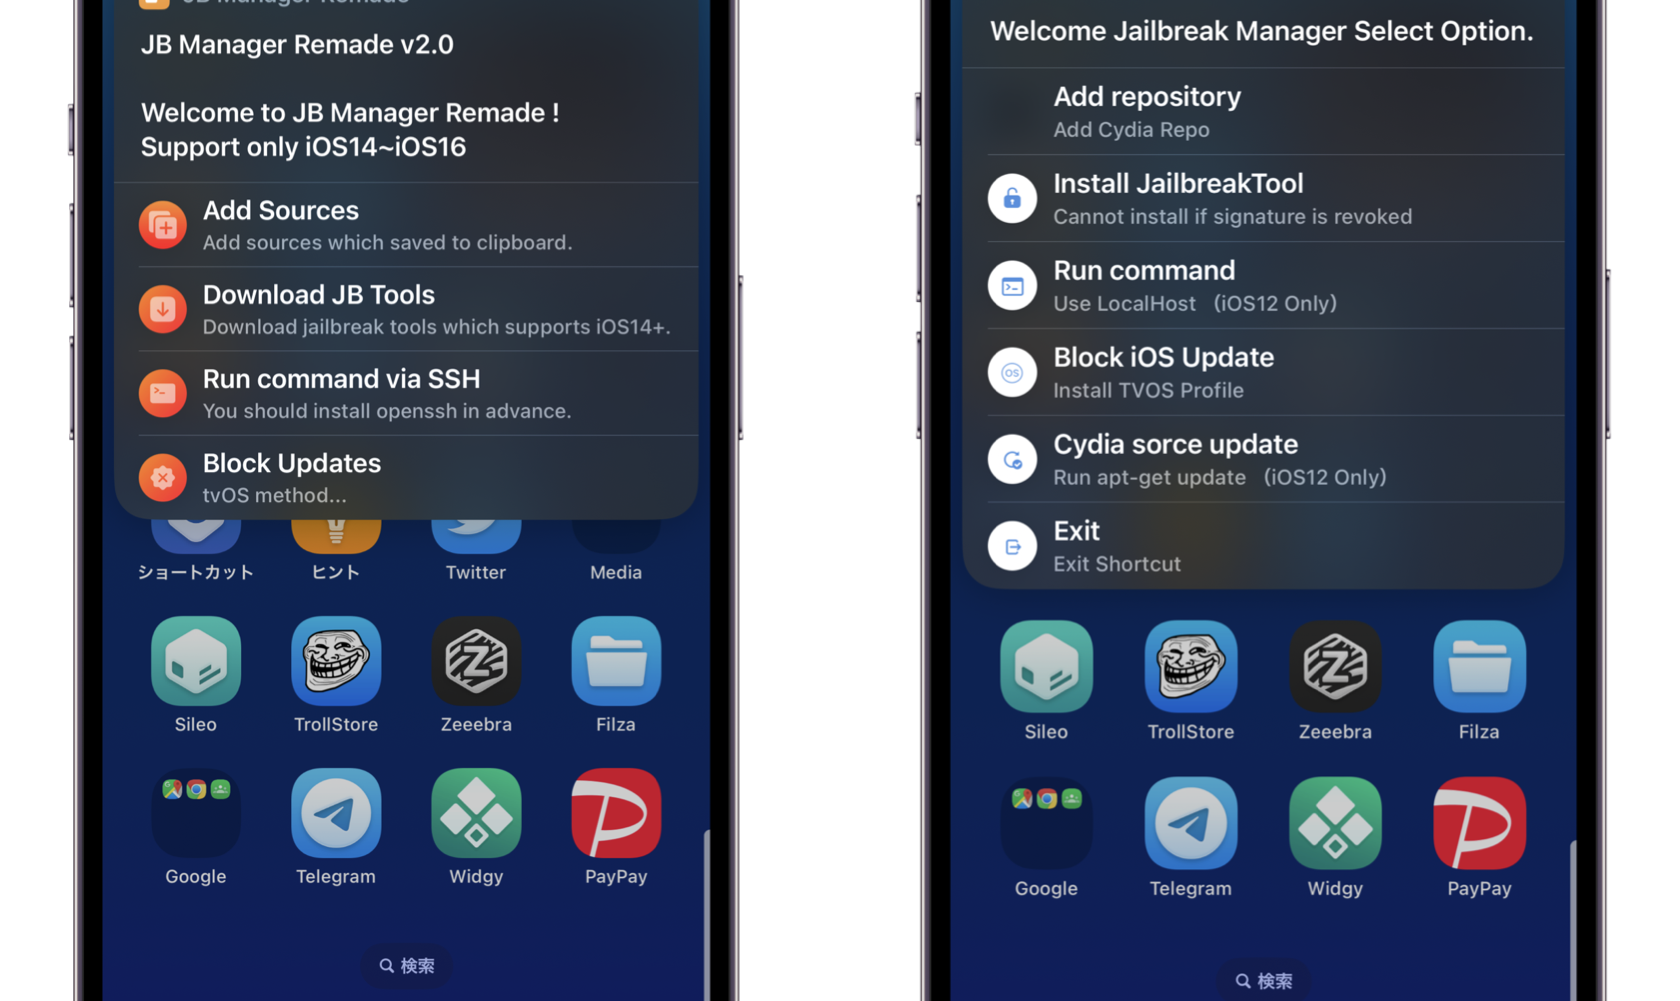 JB Manager Remade
JB Manager Remade v2.0
Welcome to JB Manager Remade !
Support only iOS14~iOS16
Add Sources
Add sources which saved to clipboard.
Download JB Tools
Download jailbreak tools which supports iOS14+.
Run command via SSH
You should install openssh in advance.
Block Updates
tvOS method...
ショートカット
ヒント
Twitter
Media
Sileo
TrollStore
Zeeebra
Filza
Google
Telegram
Widgy
PayPay
検索
Welcome Jailbreak Manager Select Option.
Add repository
Add Cydia Repo
Install JailbreakTool
Cannot install if signature is revoked
Run command
Use LocalHost （iOS12 Only)
OS
Block iOS Update
Install TVOS Profile
Cydia sorce update
Run apt-get update （iOS12 Only)
Exit
Exit Shortcut
Sileo
TrollStore
Zeeebra
Filza
Google
Telegram
Widgy
PayPay
検索